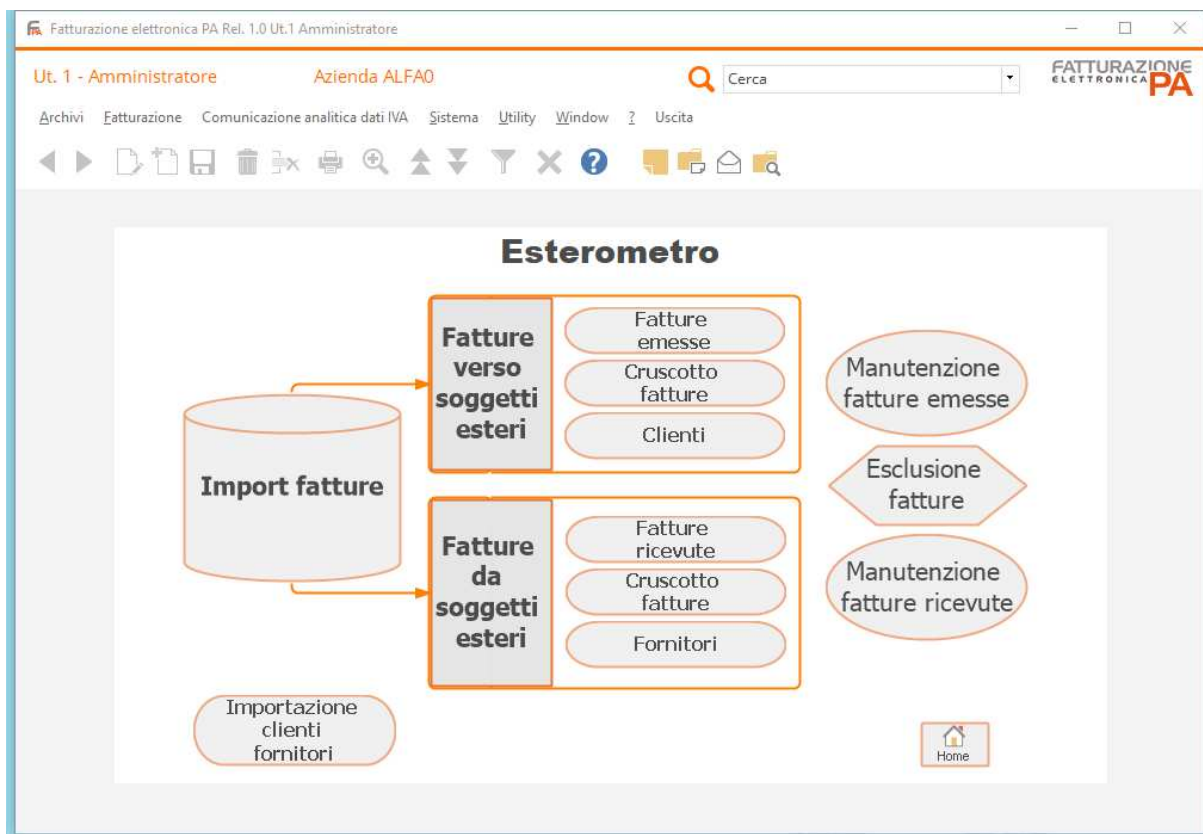 Fatturazione elettronica PA Rel. 1.0 Ut.1 Amministratore
Ut. 1 - Amministratore
Azienda ALFA0
Cerca
FATTURAZIONE
ELETTRONICA PA
Archivi Fatturazione Comunicazione analitica dati IVA Sistema Utility Window ? Uscita
Esterometro
Import fatture
Fatture
verso
soggetti
esteri
Fatture
emesse
Cruscotto
fatture
Clienti
Fatture
da
soggetti
esteri
Fatture
ricevute
Cruscotto
fatture
Fornitori
Manutenzione
fatture emesse
Esclusione
fatture
Manutenzione
fatture ricevute
Importazione
clienti
fornitori
Home